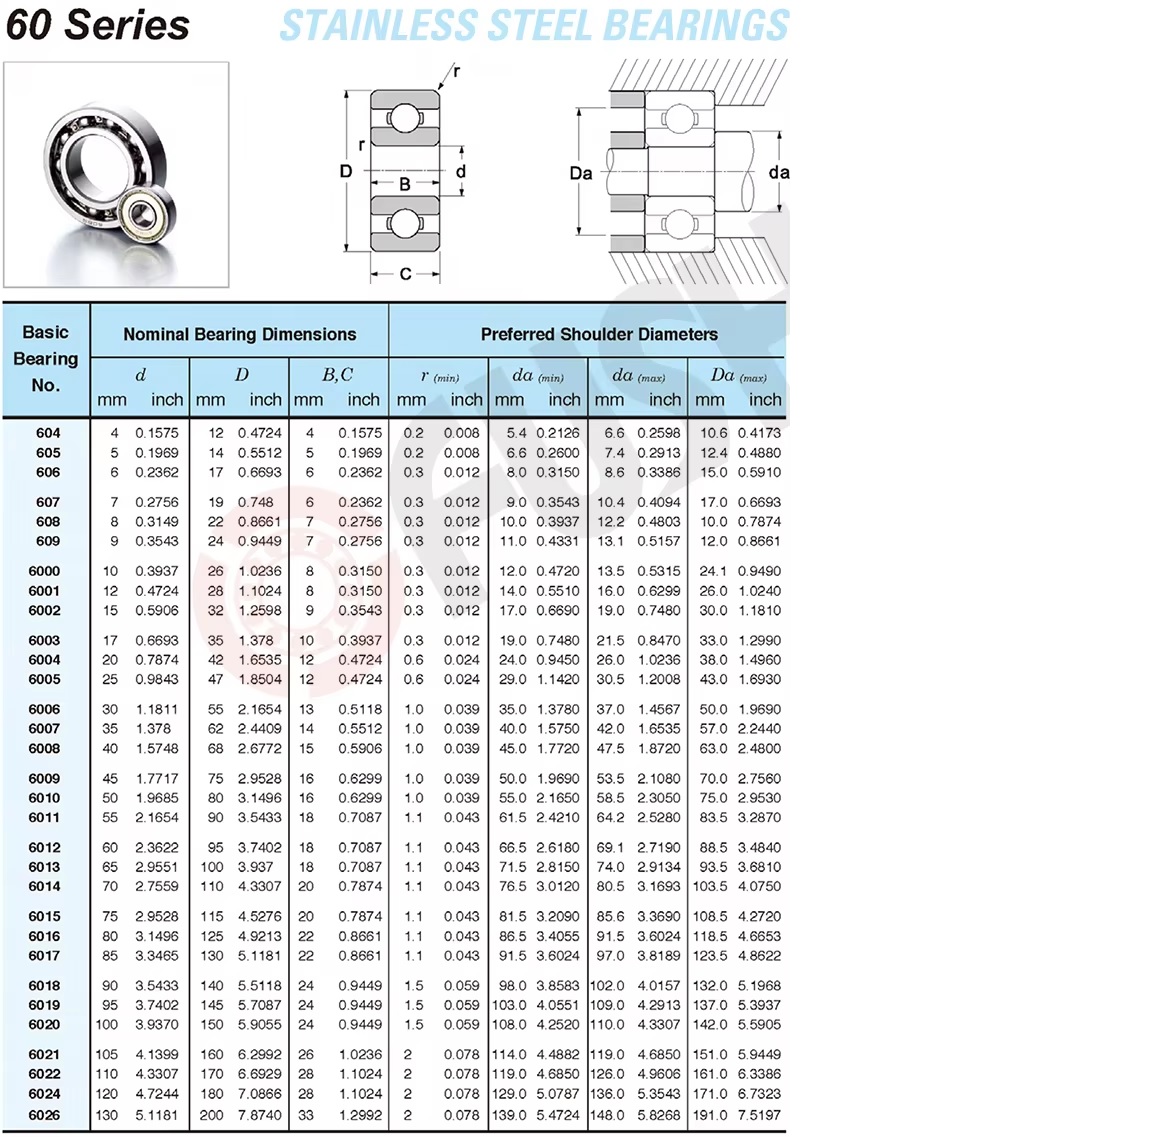 60 Series STAINLESS STEEL BEARINGS
r
r
D B d
C
Da da
Basic Bearing No. Nominal Bearing Dimensions Preferred Shoulder Diameters
d D B,C r (min) da (min) da (max) Da (max)
mm inch mm inch mm inch mm inch mm inch mm inch mm inch
604 4 0.1575 12 0.4724 4 0.1575 0.2 0.008 5.4 0.2126 6.6 0.2598 10.6 0.4173
605 5 0.1969 14 0.5512 5 0.1969 0.2 0.008 6.6 0.2600 7.4 0.2913 12.4 0.4880
606 6 0.2362 17 0.6693 6 0.2362 0.3 0.012 8.0 0.3150 8.6 0.3386 15.0 0.5910
607 7 0.2756 19 0.748 6 0.2362 0.3 0.012 9.0 0.3543 10.4 0.4094 17.0 0.6693
608 8 0.3149 22 0.8661 7 0.2756 0.3 0.012 10.0 0.3937 12.2 0.4803 10.0 0.7874
609 9 0.3543 24 0.9449 7 0.2756 0.3 0.012 11.0 0.4331 13.1 0.5157 12.0 0.8661
6000 10 0.3937 26 1.0236 8 0.3150 0.3 0.012 12.0 0.4720 13.5 0.5315 24.1 0.9490
6001 12 0.4724 28 1.1024 8 0.3150 0.3 0.012 14.0 0.5510 16.0 0.6299 26.0 1.0240
6002 15 0.5906 32 1.2598 9 0.3543 0.3 0.012 17.0 0.6690 19.0 0.7480 30.0 1.1810
6003 17 0.6693 35 1.378 10 0.3937 0.3 0.012 19.0 0.7480 21.5 0.8470 33.0 1.2990
6004 20 0.7874 42 1.6535 12 0.4724 0.6 0.024 24.0 0.9450 26.0 1.0236 38.0 1.4960
6005 25 0.9843 47 1.8504 12 0.4724 0.6 0.024 29.0 1.1420 30.5 1.2008 43.0 1.6930
6006 30 1.1811 55 2.1654 13 0.5118 1.0 0.039 35.0 1.3780 37.0 1.4567 50.0 1.9690
6007 35 1.378 62 2.4409 14 0.5512 1.0 0.039 40.0 1.5750 42.0 1.6535 57.0 2.2440
6008 40 1.5748 68 2.6772 15 0.5906 1.0 0.039 45.0 1.7720 47.5 1.8720 63.0 2.4800
6009 45 1.7717 75 2.9528 16 0.6299 1.0 0.039 50.0 1.9690 53.5 2.1080 70.0 2.7560
6010 50 1.9685 80 3.1496 16 0.6299 1.0 0.039 55.0 2.1650 58.5 2.3050 75.0 2.9530
6011 55 2.1654 90 3.5433 18 0.7087 1.1 0.043 61.5 2.4210 64.2 2.5280 83.5 3.2870
6012 60 2.3622 95 3.7402 18 0.7087 1.1 0.043 66.5 2.6180 69.1 2.7190 88.5 3.4840
6013 65 2.9551 100 3.937 18 0.7087 1.1 0.043 71.5 2.8150 74.0 2.9134 93.5 3.6810
6014 70 2.7559 110 4.3307 20 0.7874 1.1 0.043 76.5 3.0120 80.5 3.1693 103.5 4.0750
6015 75 2.9528 115 4.5276 20 0.7874 1.1 0.043 81.5 3.2090 85.6 3.3690 108.5 4.2720
6016 80 3.1496 125 4.9213 22 0.8661 1.1 0.043 86.5 3.4055 91.5 3.6024 118.5 4.6653
6017 85 3.3465 130 5.1181 22 0.8661 1.1 0.043 91.5 3.6024 97.0 3.8189 123.5 4.8622
6018 90 3.5433 140 5.5118 24 0.9449 1.5 0.059 98.0 3.8583 102.0 4.0157 132.0 5.1968
6019 95 3.7402 145 5.7087 24 0.9449 1.5 0.059 103.0 4.0551 109.0 4.2913 137.0 5.3937
6020 100 3.9370 150 5.9055 24 0.9449 1.5 0.059 108.0 4.2520 110.0 4.3307 142.0 5.5905
6021 105 4.1399 160 6.2992 26 1.0236 2 0.078 114.0 4.4882 119.0 4.6850 151.0 5.9449
6022 110 4.3307 170 6.6929 28 1.1024 2 0.078 119.0 4.6850 126.0 4.9606 161.0 6.3386
6024 120 4.7244 180 7.0866 28 1.1024 2 0.078 129.0 5.0787 136.0 5.3543 171.0 6.7323
6026 130 5.1181 200 7.8740 33 1.2992 2 0.078 139.0 5.4724 148.0 5.8268 191.0 7.5197